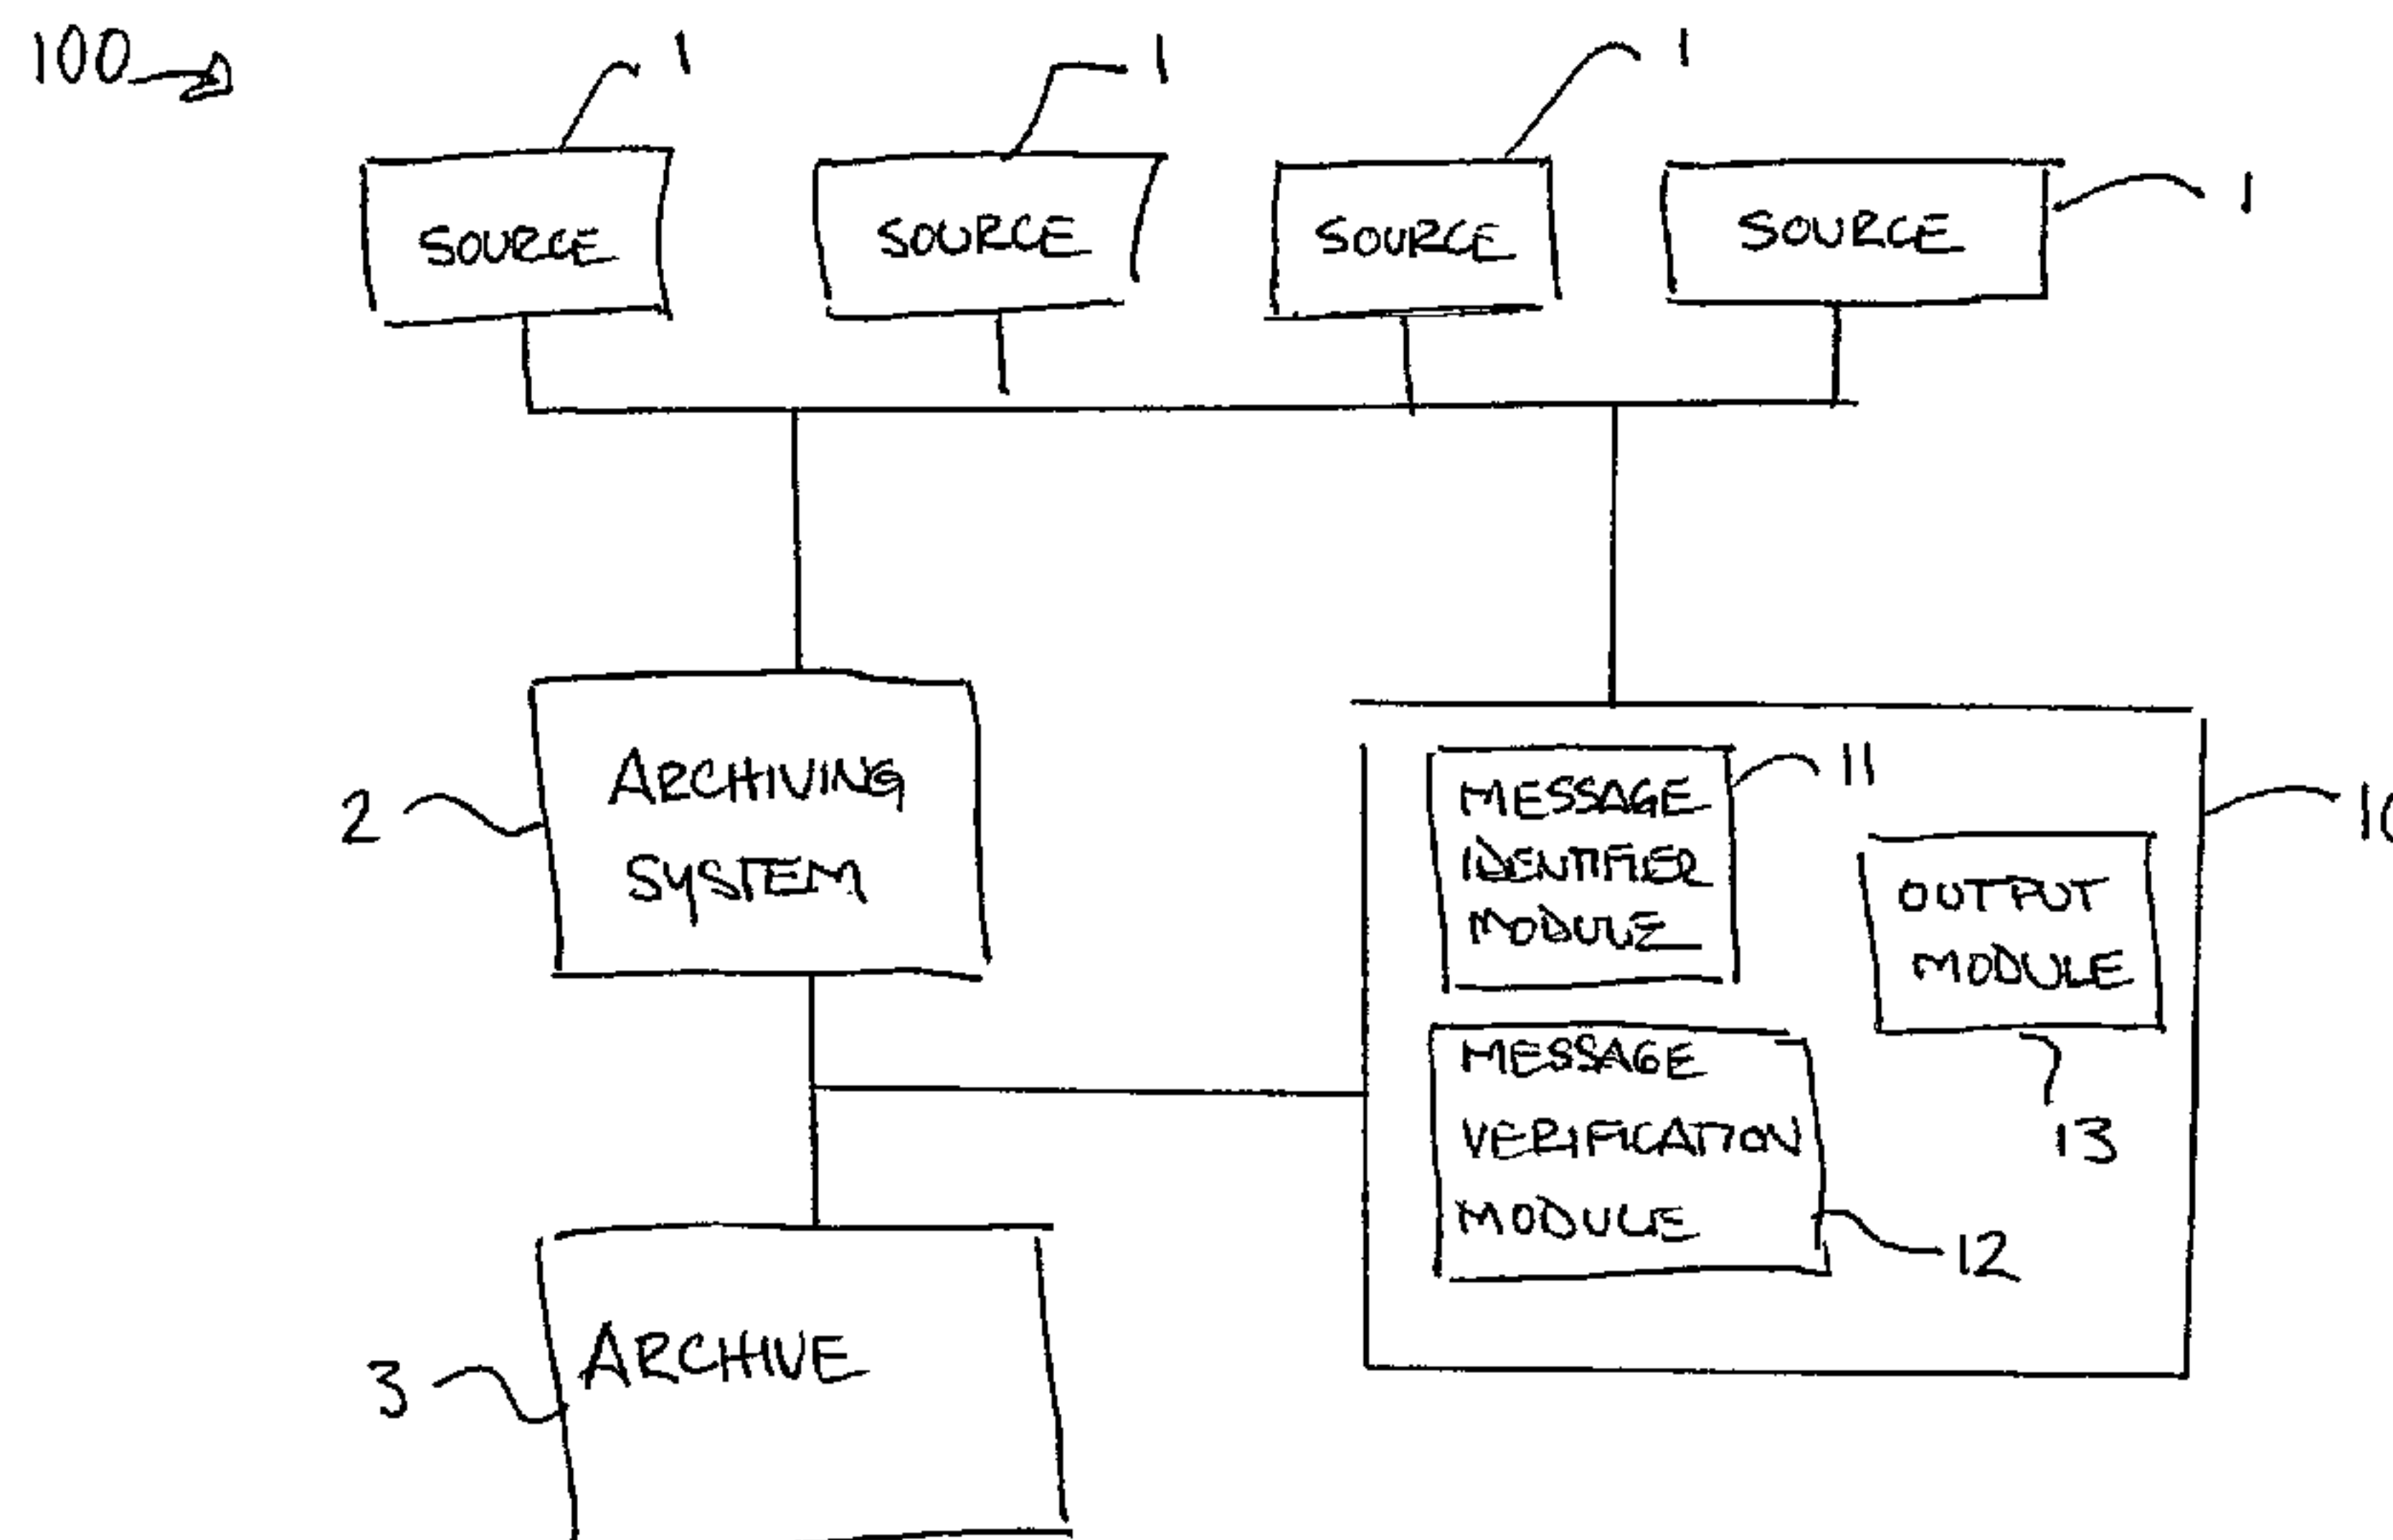 100
1
1
1
1
SOURCE
SOURCE
SOURCE
SOURCE
2
ARCHIVING
SYSTEM
MESSAGE
IDENTIFIER
MODULE
11
OUTPUT
MODULE
13
MESSAGE
VERIFICATION
MODULE
12
3
ARCHIVE